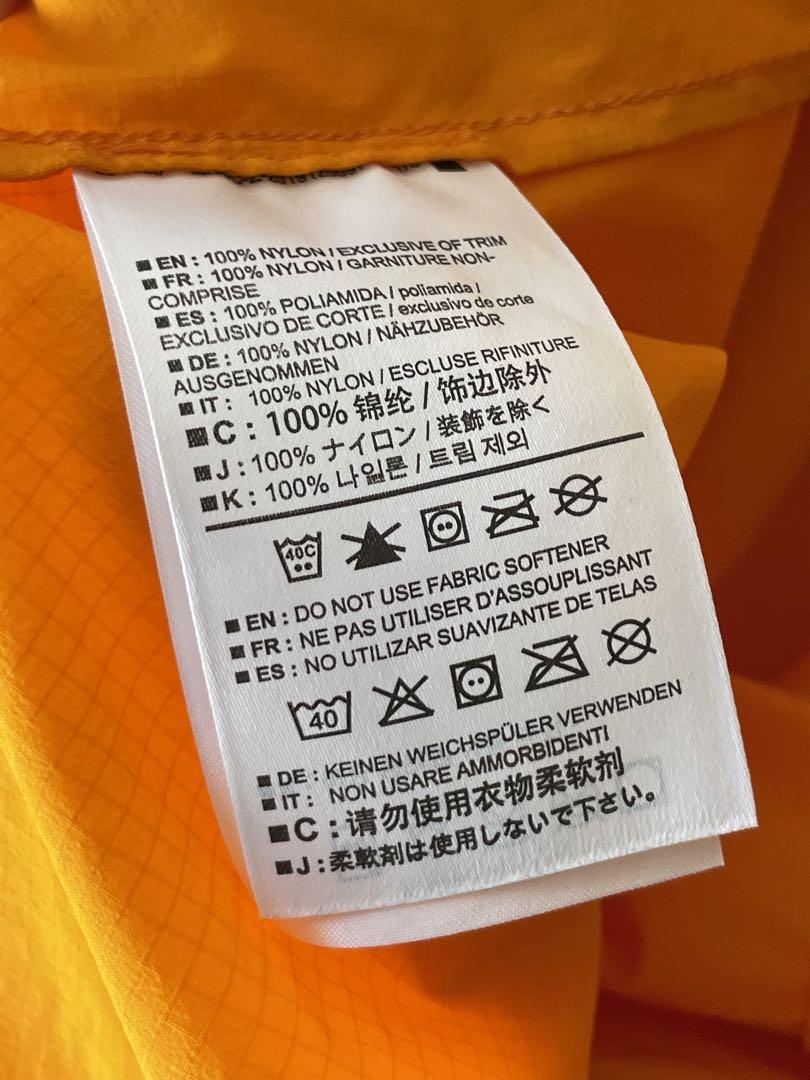 EN : 100% NYLON / EXCLUSIVE OF TRIM
FR : 100% NYLON / GARNITURE NON-
COMPRISE
ES : 100% POLIAMIDA / poliamida /
EXCLUSIVO DE CORTE / exclusivo de corte
DE : 100% NYLON / NÄHZUBEHÖR
AUSGENOMMEN
IT : 100% NYLON / ESCLUSE RIFINITURE
C : 100% 锦纶 / 饰边除外
J : 100% ナイロン / 装飾を除く
K : 100% 나일론 / 트림 제외
40C
EN : DO NOT USE FABRIC SOFTENER
FR : NE PAS UTILISER D'ASSOUPLISSANT
ES : NO UTILIZAR SUAVIZANTE DE TELAS
40
DE : KEINEN WEICHSPÜLER VERWENDEN
IT : NON USARE AMMORBIDENTI
C : 请勿使用衣物柔软剂
J : 柔軟剤は使用しないで下さい。